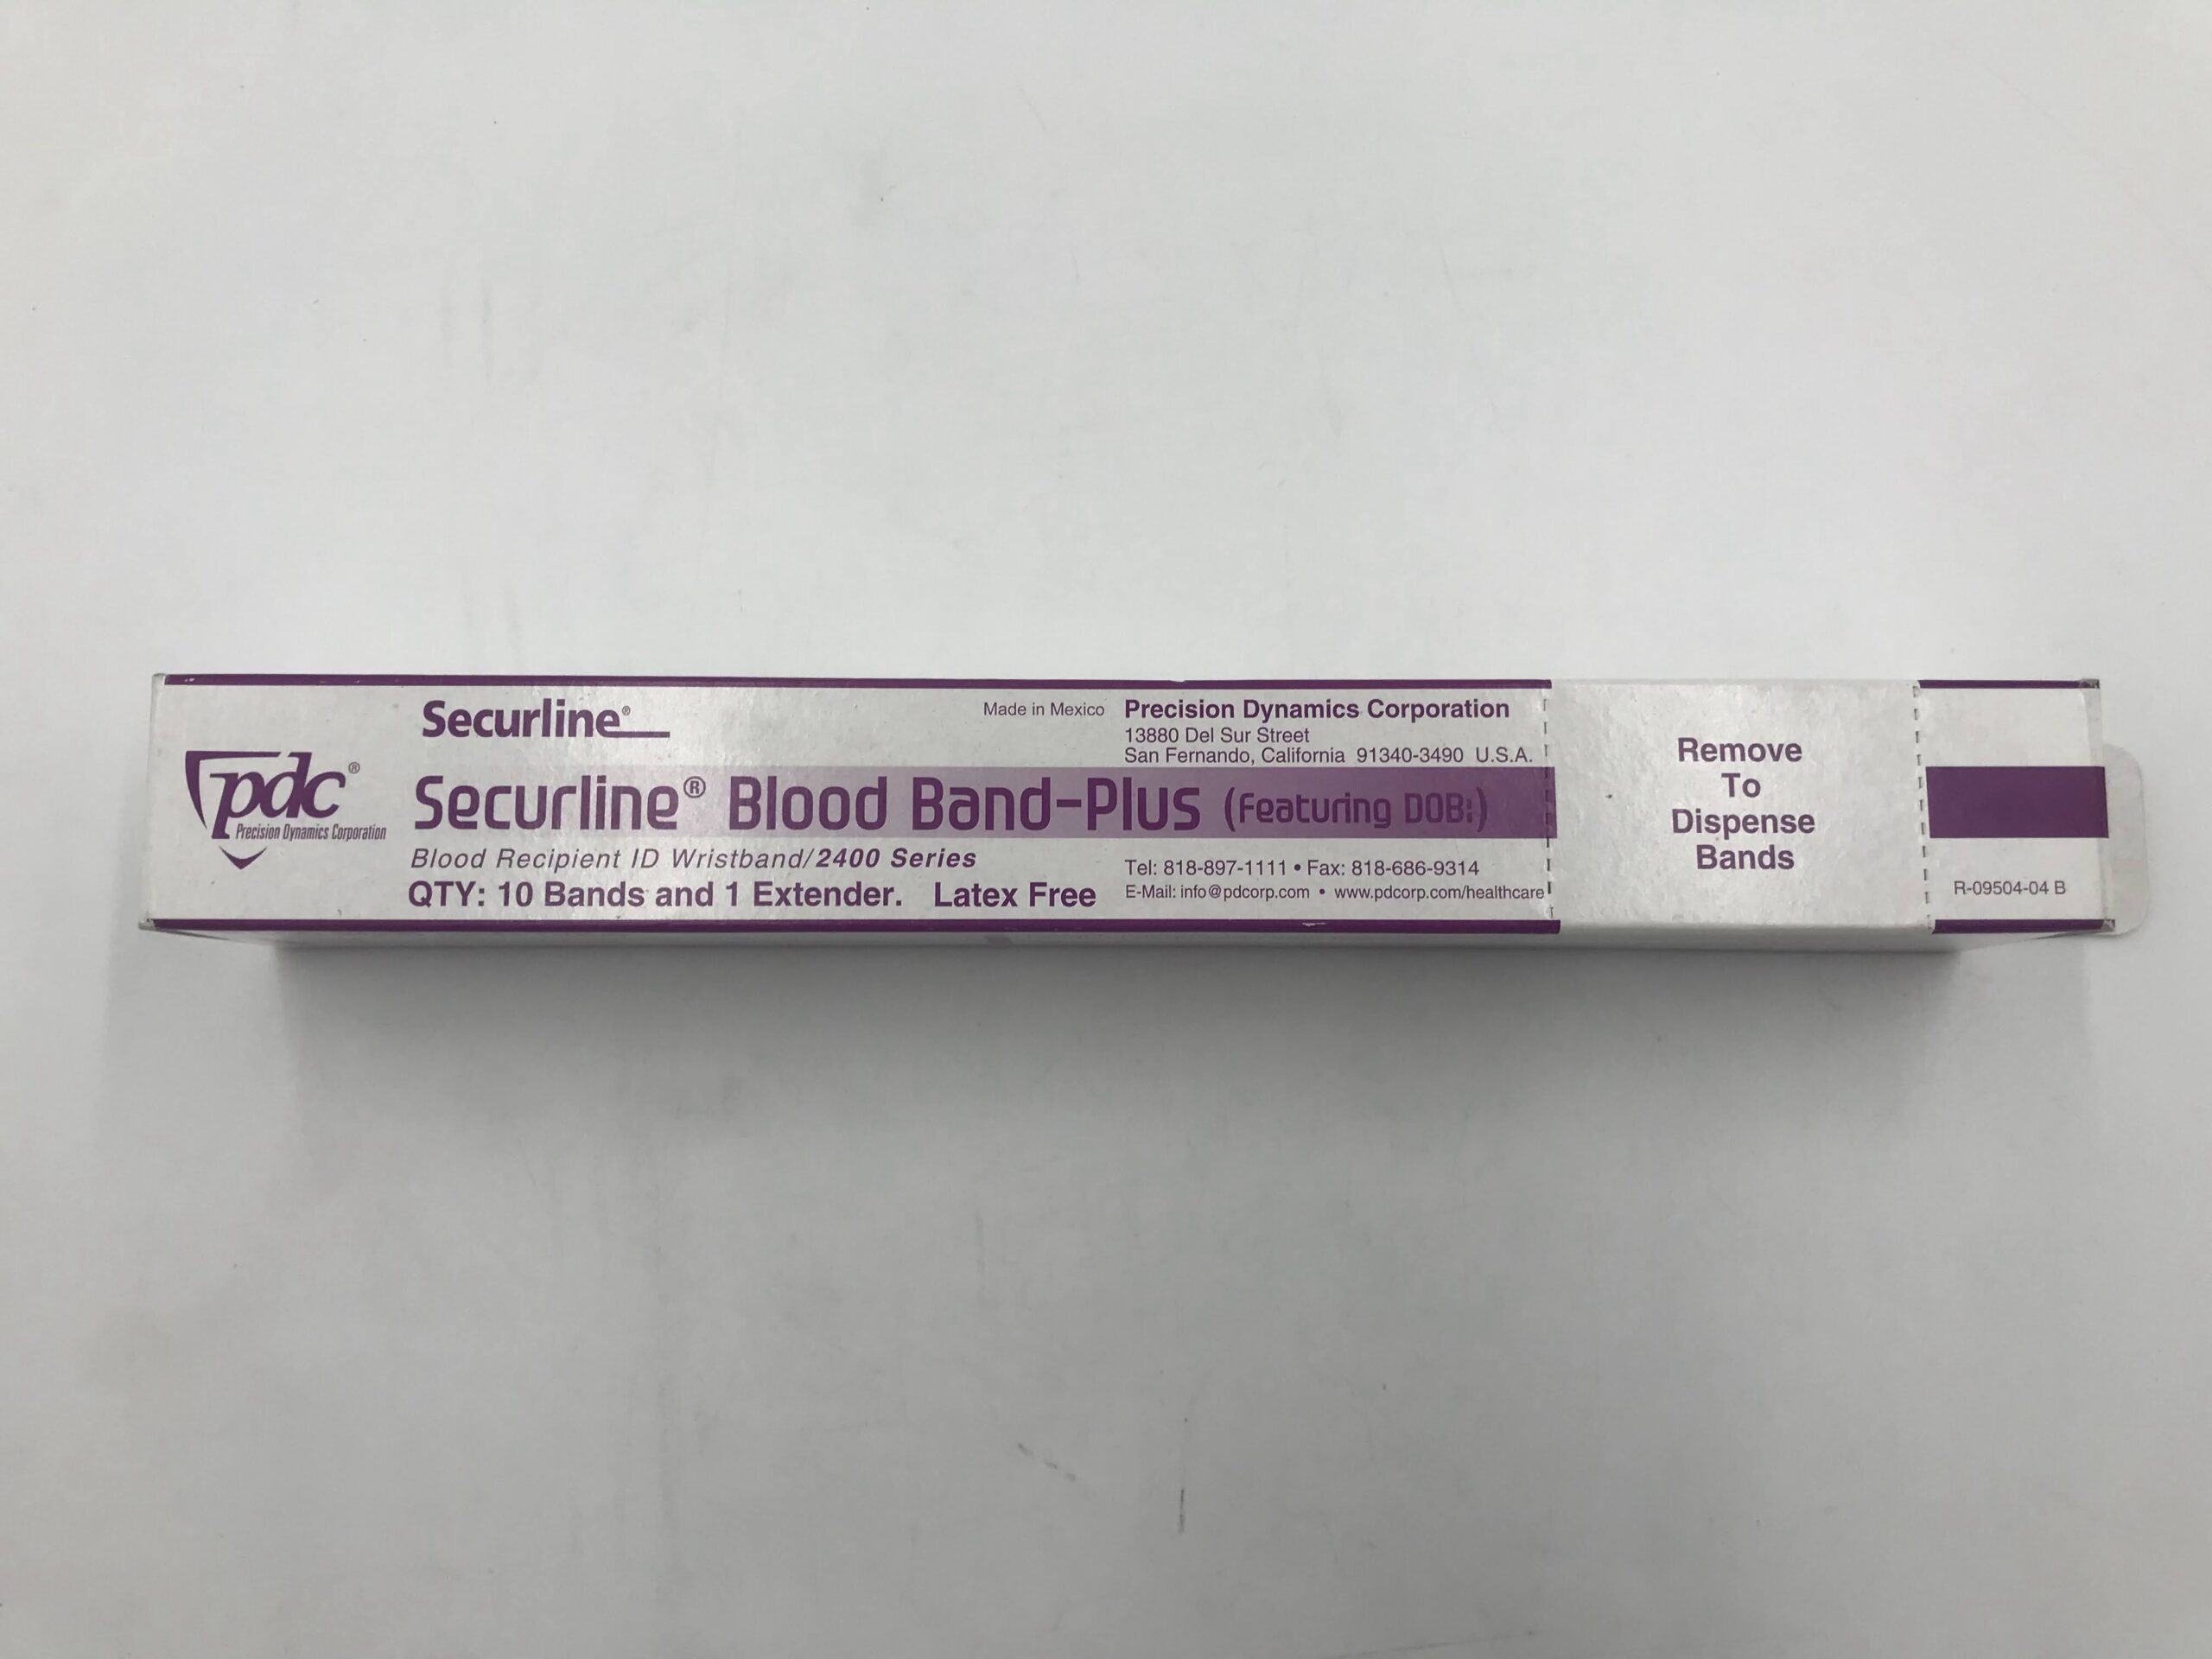 pdc®
Precision Dynamics Corporation
Securline®
Made in Mexico
Precision Dynamics Corporation
13880 Del Sur Street
San Fernando, California 91340-3490 U.S.A.
Securline® Blood Band-Plus (Featuring DOB:)
Blood Recipient ID Wristband/2400 Series
QTY: 10 Bands and 1 Extender. Latex Free
Tel: 818-897-1111 • Fax: 818-686-9314
E-Mail: info@pdcorp.com • www.pdcorp.com/healthcare
Remove
To
Dispense
Bands
R-09504-04 B